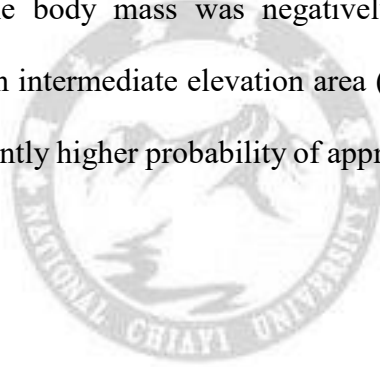 e body mass was negativel
intermediate elevation area (
ntly higher probability of appr
NATIONAL CHIAYI UNIVERSITY